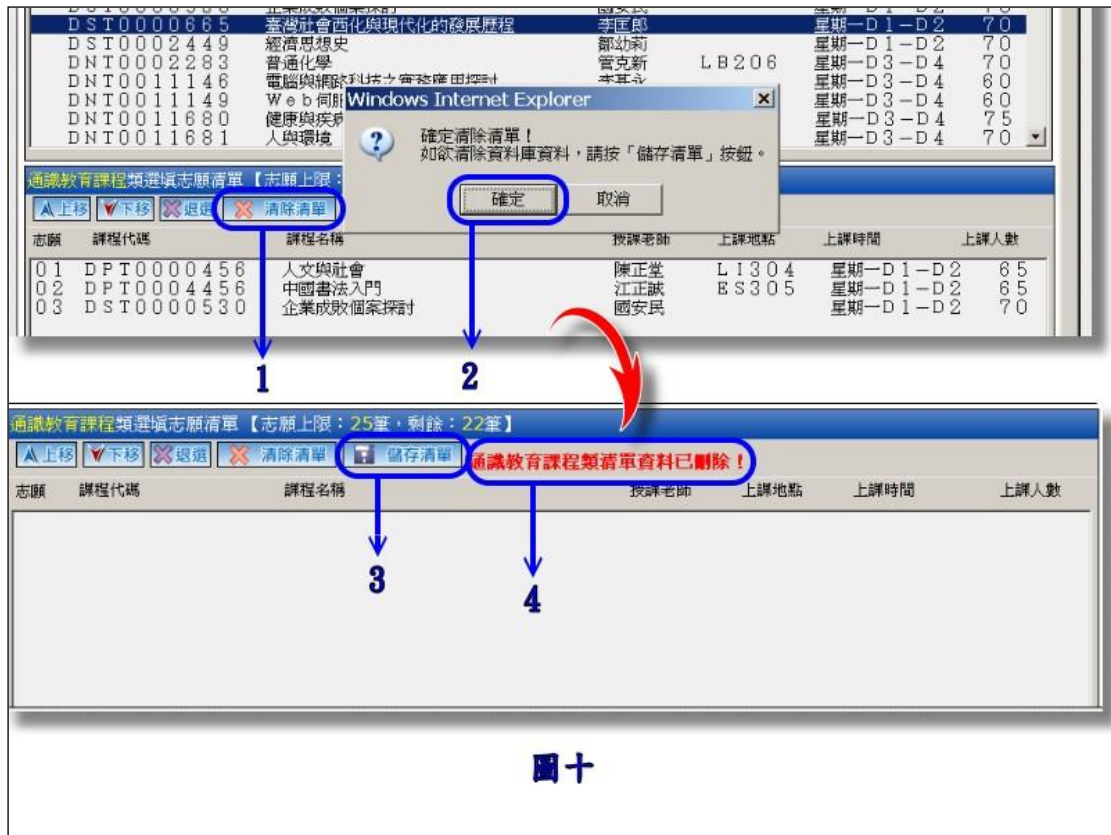 DST0000665 臺灣社會西化與現代化的發展歷程 李匡郎 星期一D1-D2 70
DST0002449 經濟思想史 鄒幼莉 星期一D1-D2 70
DNT0002283 普通化學 管克新 LB206 星期一D3-D4 70
DNT0011146 電腦與網路科技之實務應用探討 李基永 星期一D3-D4 60
DNT0011149 Web伺服 星期一D3-D4 60
DNT0011680 健康與疾病 星期一D3-D4 75
DNT0011681 人與環境 星期一D3-D4 70
Windows Internet Explorer
確定清除清單!
如欲清除資料庫資料,請按「儲存清單」按鈕。
確定 取消
通識教育課程類選填志願清單【志願上限:
上移 下移 退選 清除清單
志願 課程代碼 課程名稱 授課老師 上課地點 上課時間 上課人數
01 DPT0000456 人文與社會 陳正堂 LI304 星期一D1-D2 65
02 DPT0004456 中國書法入門 江正誠 ES305 星期一D1-D2 65
03 DST0000530 企業成敗個案探討 國安民 星期一D1-D2 70
1 2
通識教育課程類選填志願清單【志願上限:25筆,剩餘:22筆】
上移 下移 退選 清除清單 儲存清單 通識教育課程類清單資料已刪除!
志願 課程代碼 課程名稱 授課老師 上課地點 上課時間 上課人數
3 4
圖十